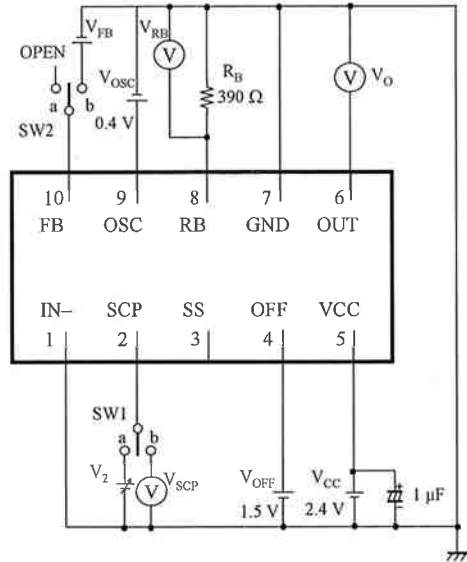 V_FB
V_RB
OPEN
V
V_OSC
R_B
390 Ω
V
V_O
a
b
SW2
0.4 V
10
9
8
7
6
FB
OSC
RB
GND
OUT
IN−
SCP
SS
OFF
VCC
1
2
3
4
5
SW1
a
b
V_2
V
V_SCP
V_OFF
1.5 V
V_CC
2.4 V
+
1 µF